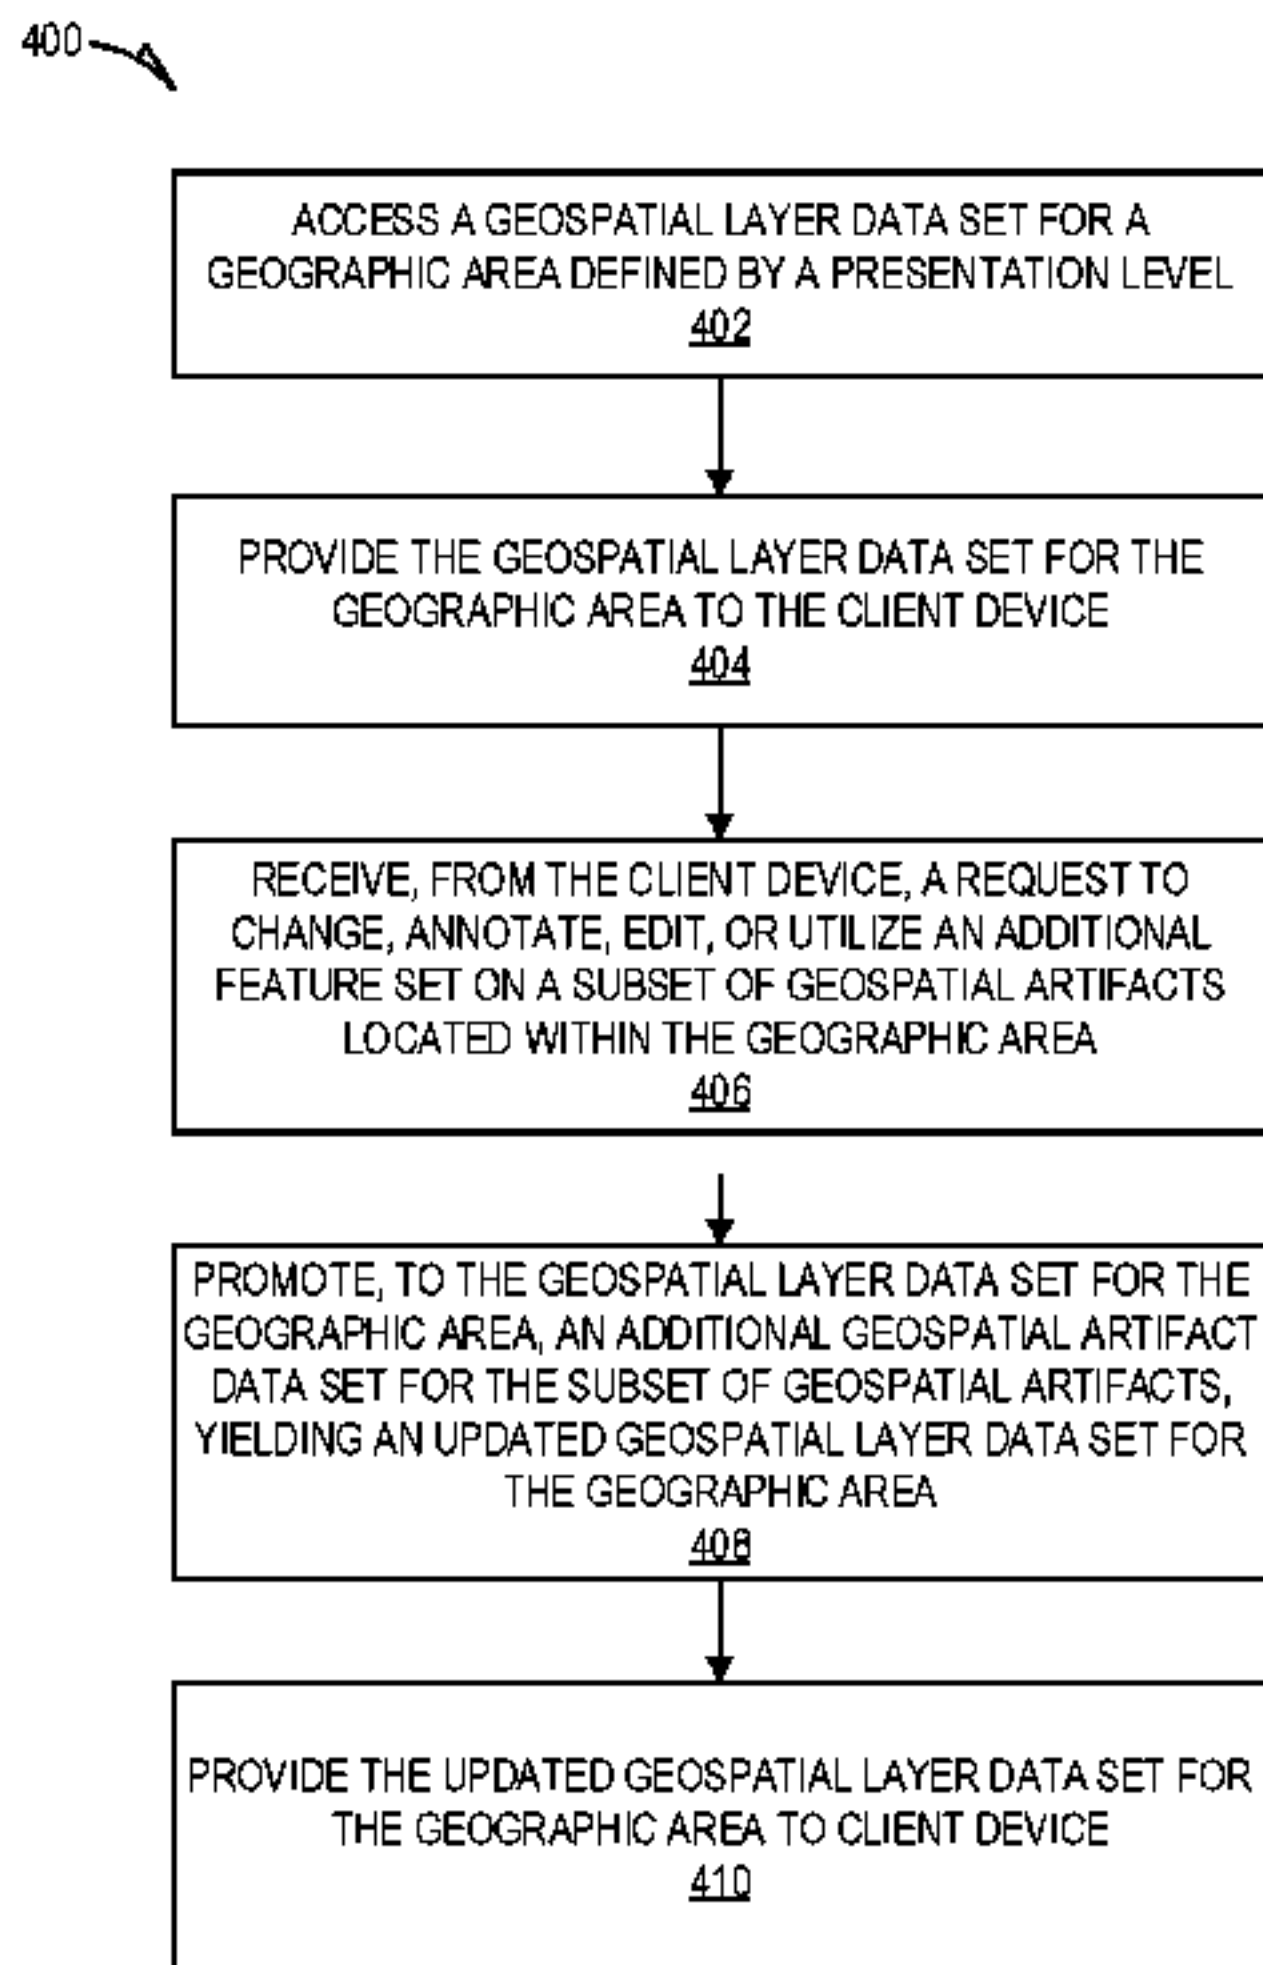 400
ACCESS A GEOSPATIAL LAYER DATA SET FOR A
GEOGRAPHIC AREA DEFINED BY A PRESENTATION LEVEL
402
PROVIDE THE GEOSPATIAL LAYER DATA SET FOR THE
GEOGRAPHIC AREA TO THE CLIENT DEVICE
404
RECEIVE, FROM THE CLIENT DEVICE, A REQUEST TO
CHANGE, ANNOTATE, EDIT, OR UTILIZE AN ADDITIONAL
FEATURE SET ON A SUBSET OF GEOSPATIAL ARTIFACTS
LOCATED WITHIN THE GEOGRAPHIC AREA
406
PROMOTE, TO THE GEOSPATIAL LAYER DATA SET FOR THE
GEOGRAPHIC AREA, AN ADDITIONAL GEOSPATIAL ARTIFACT
DATA SET FOR THE SUBSET OF GEOSPATIAL ARTIFACTS,
YIELDING AN UPDATED GEOSPATIAL LAYER DATA SET FOR
THE GEOGRAPHIC AREA
408
PROVIDE THE UPDATED GEOSPATIAL LAYER DATA SET FOR
THE GEOGRAPHIC AREA TO CLIENT DEVICE
410